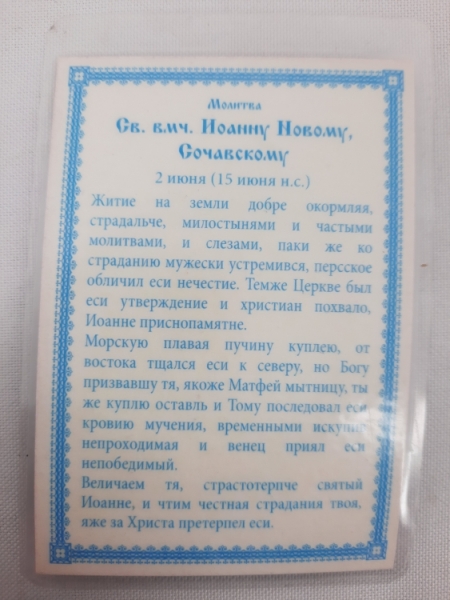 Молитва
Св. вмч. Иоанну Новому,
Сочавскому
2 июня (15 июня н.с.)
Житие на земли добре окормляя,
страдальче, милостынями и частыми
молитвами, и слезами, паки же ко
страданию мужески устремився, персское
обличил еси нечестие. Темже Церкве был
еси утверждение и христиан похвало,
Иоанне приснопамятне.
Морскую плавая пучину куплею, от
востока тщался еси к северу, но Богу
призвавшу тя, якоже Матфей мытницу, ты
же куплю оставль и Тому последовал еси
кровию мучения, временными искупив
непроходимая и венец приял еси
непобедимый.
Величаем тя, страстотерпче святый
Иоанне, и чтим честная страдания твоя,
яже за Христа претерпел еси.